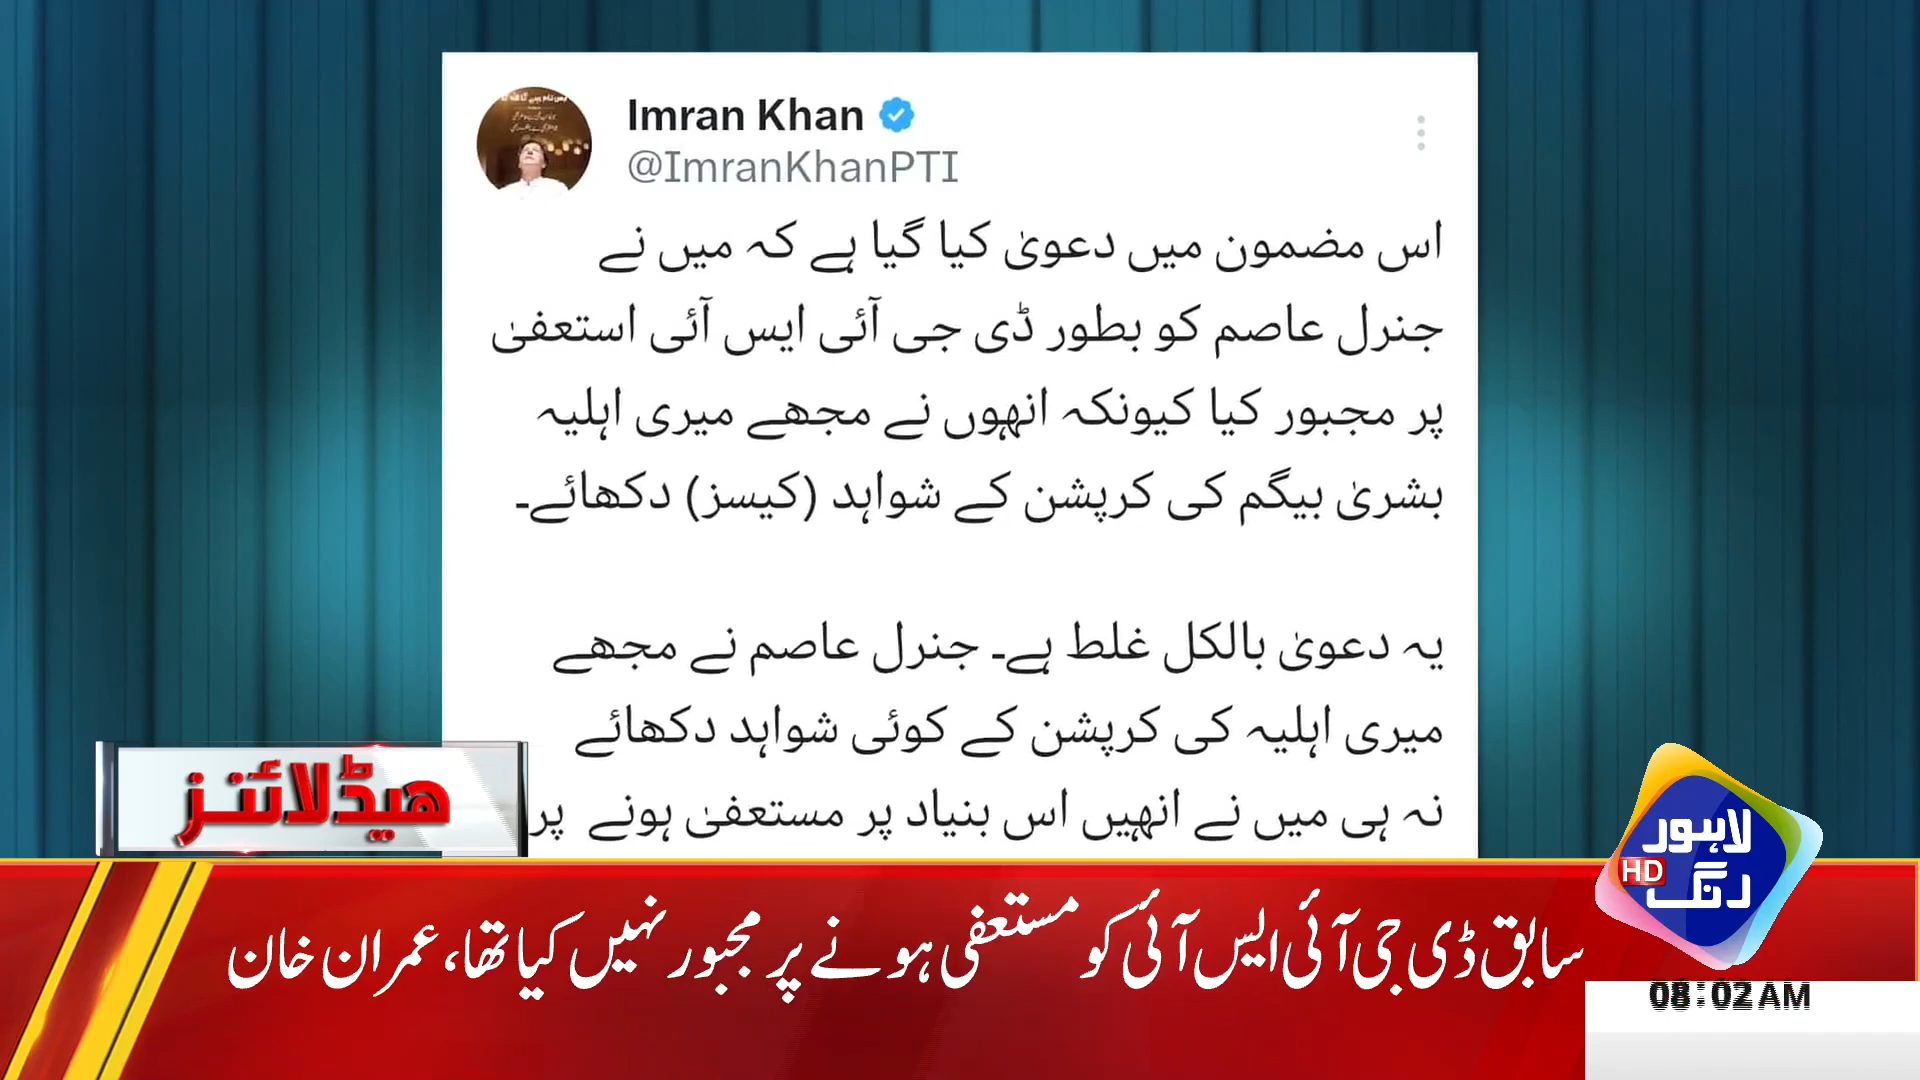 Imran Khan
@ImranKhanPTI
اس مضمون میں دعویٰ کیا گیا ہے کہ میں نے
جنرل عاصم کو بطور ڈی جی آئی ایس آئی استعفیٰ
پر مجبور کیا کیونکہ انھوں نے مجھے میری اہلیہ
بشریٰ بیگم کی کرپشن کے شواہد (کیسز) دکھائے۔
یہ دعویٰ بالکل غلط ہے۔ جنرل عاصم نے مجھے
میری اہلیہ کی کرپشن کے کوئی شواہد دکھائے
نہ ہی میں نے انھیں اس بنیاد پر مستعفیٰ ہونے پر
ھیڈلائنز
لاہور
HD
رنگ
سابق ڈی جی آئی ایس آئی کو مستعفی ہونے پر مجبور نہیں کیا تھا، عمران خان
08:02AM